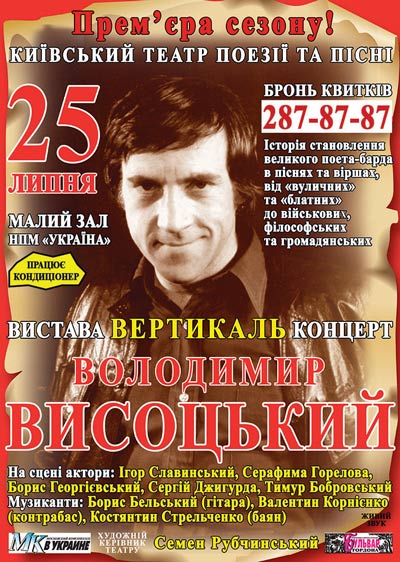 Прем’єра сезону!
КИЇВСЬКИЙ ТЕАТР ПОЕЗІЇ ТА ПІСНІ
25
ЛИПНЯ
МАЛИЙ ЗАЛ
НПМ «УКРАЇНА»
ПРАЦЮЄ
КОНДИЦІОНЕР
БРОНЬ КВИТКІВ
287-87-87
Історія становлення
великого поета-барда
в піснях та віршах,
від «вуличних»
та «блатних»
до військових,
філософських
та громадянських
ВИСТАВА ВЕРТИКАЛЬ КОНЦЕРТ
ВОЛОДИМИР
ВИСОЦЬКИЙ
На сцені актори: Ігор Славинський, Серафима Горелова,
Борис Георгієвський, Сергій Джигурда, Тимур Бобровський
Музиканти: Борис Бельський (гітара), Валентин Корнієнко
(контрабас), Костянтин Стрельченко (баян)
ЖИВИЙ
ЗВУК
МК В УКРАИНЕ
ХУДОЖНІЙ
КЕРІВНИК
ТЕАТРУ
Семен Рубчинський
БУЛЬВАР
ГОРДОНА